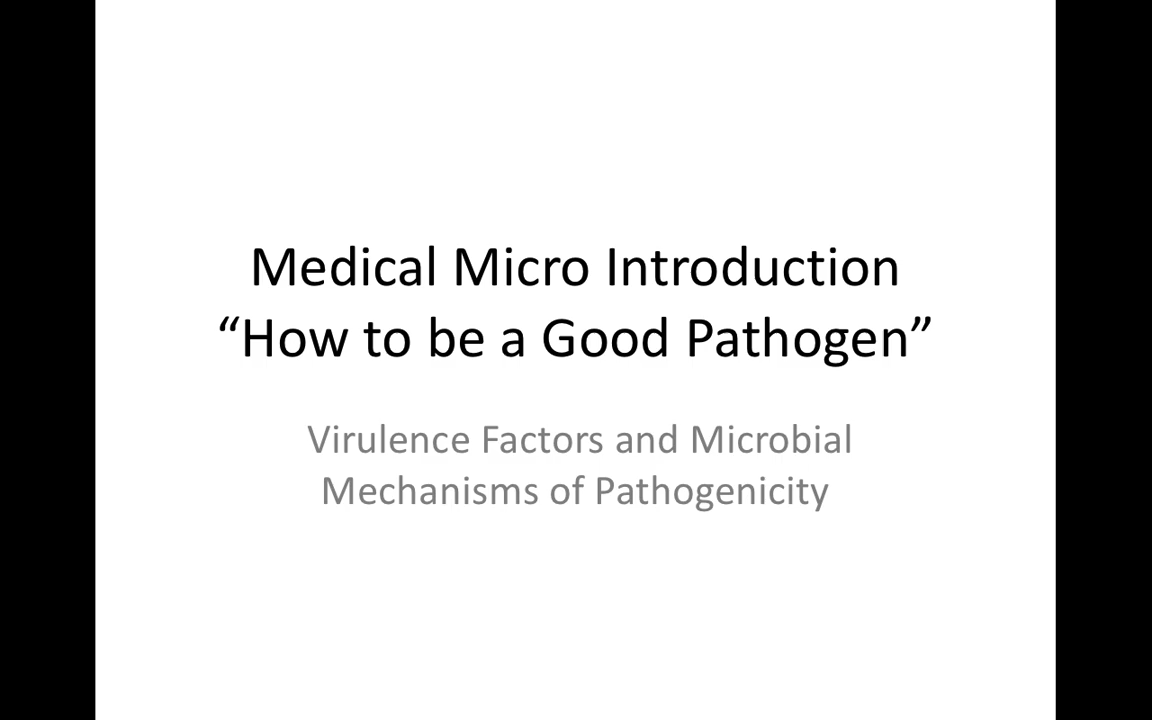 Medical Micro Introduction
“How to be a Good Pathogen”
Virulence Factors and Microbial
Mechanisms of Pathogenicity